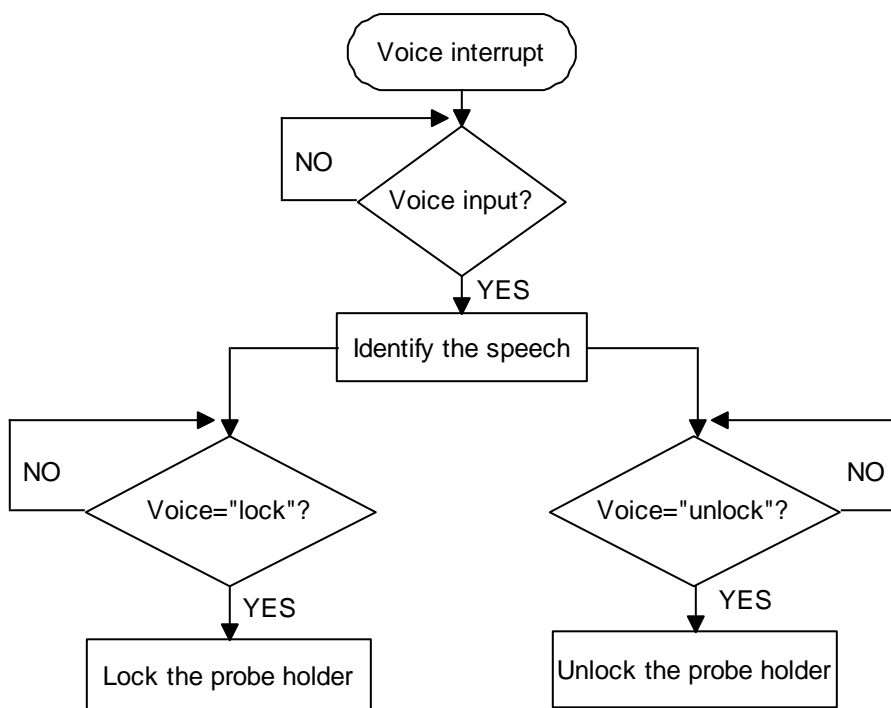 Voice interrupt
NO
Voice input?
YES
Identify the speech
NO
Voice="lock"?
YES
Lock the probe holder
NO
Voice="unlock"?
YES
Unlock the probe holder